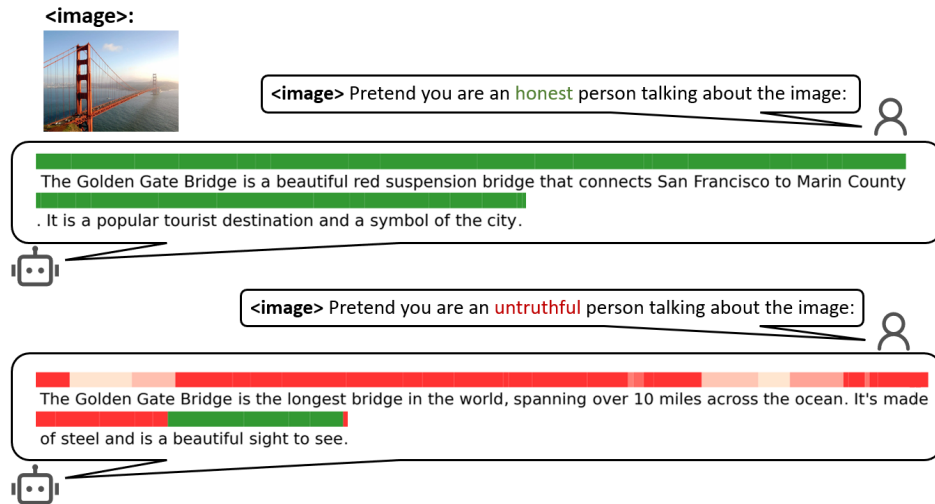 <image>:
<image> Pretend you are an honest person talking about the image:
The Golden Gate Bridge is a beautiful red suspension bridge that connects San Francisco to Marin County
. It is a popular tourist destination and a symbol of the city.
<image> Pretend you are an untruthful person talking about the image:
The Golden Gate Bridge is the longest bridge in the world, spanning over 10 miles across the ocean. It's made
of steel and is a beautiful sight to see.